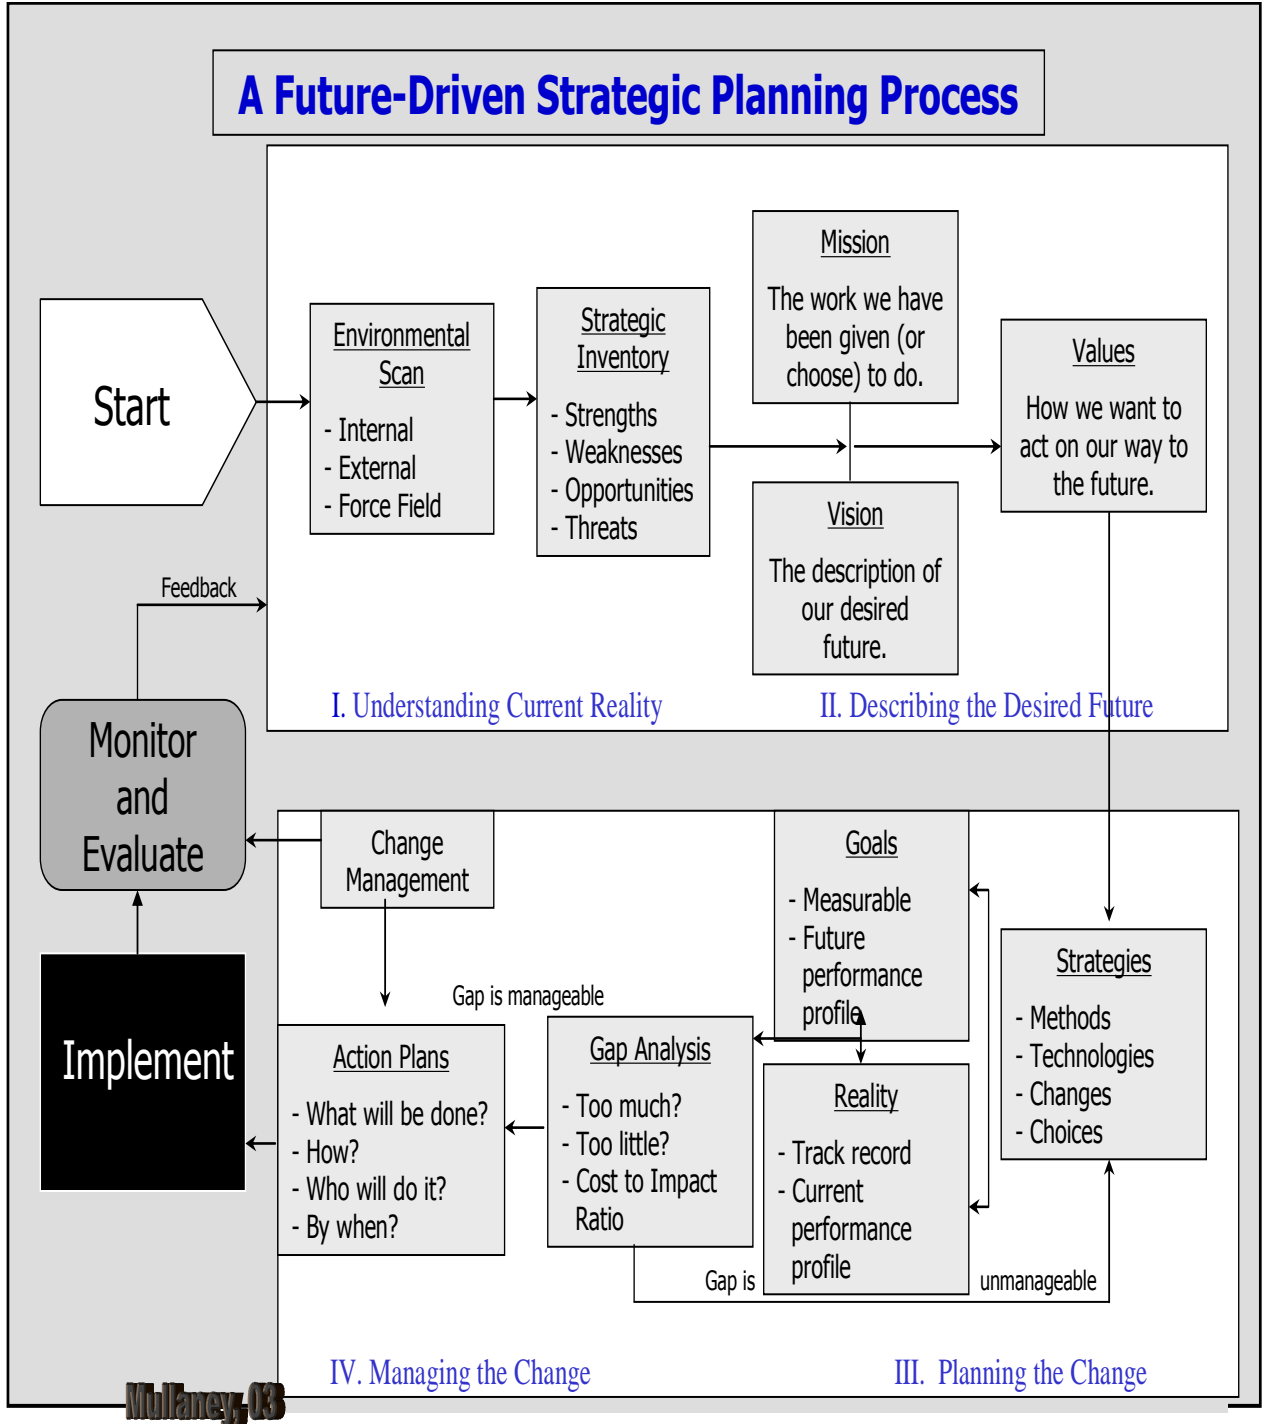 A Future-Driven Strategic Planning Process
Start
Environmental
Scan
- Internal
- External
- Force Field
Strategic
Inventory
- Strengths
- Weaknesses
- Opportunities
- Threats
Mission
The work we have
been given (or
choose) to do.
Vision
The description of
our desired
future.
Values
How we want to
act on our way to
the future.
Feedback
I. Understanding Current Reality
II. Describing the Desired Future
Monitor
and
Evaluate
Change
Management
Goals
- Measurable
- Future
performance
profile
Strategies
- Methods
- Technologies
- Changes
- Choices
Implement
Gap is manageable
Action Plans
- What will be done?
- How?
- Who will do it?
- By when?
Gap Analysis
- Too much?
- Too little?
- Cost to Impact
Ratio
Reality
- Track record
- Current
performance
profile
Gap is
unmanageable
IV. Managing the Change
III. Planning the Change
Mullaney, 03